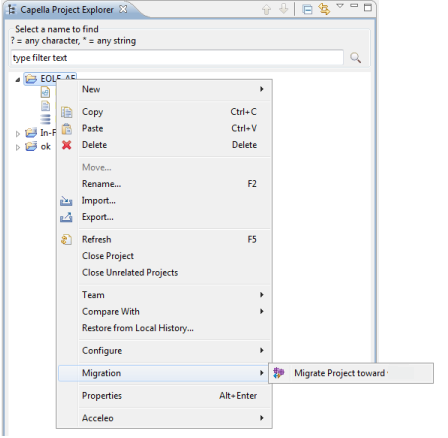 Capella Project Explorer
Select a name to find
? = any character, * = any string
type filter text
EOLE_AF
In-F
ok
New
Copy Ctrl+C
Paste Ctrl+V
Delete Delete
Move...
Rename... F2
Import...
Export...
Refresh F5
Close Project
Close Unrelated Projects
Team
Compare With
Restore from Local History...
Configure
Migration
Migrate Project toward
Properties Alt+Enter
Acceleo